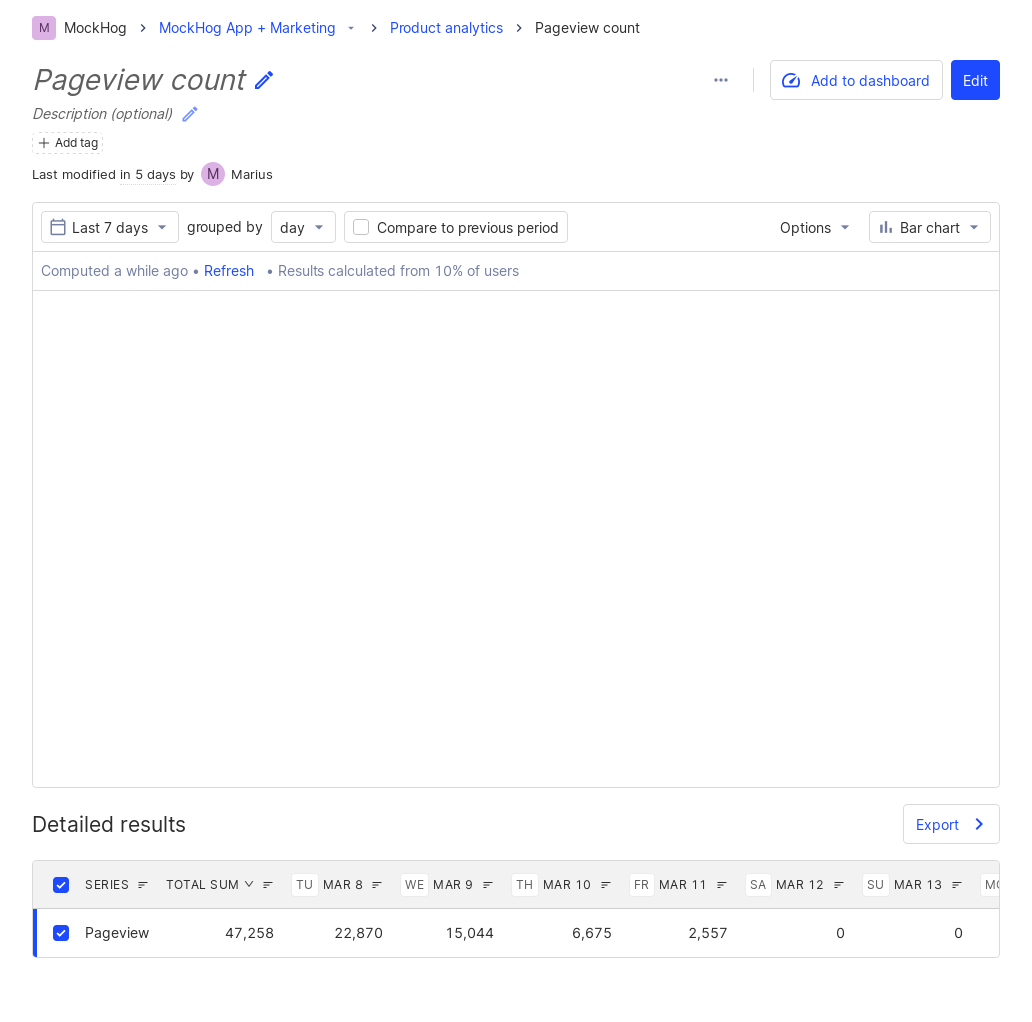 M MockHog MockHog App + Marketing Product analytics Pageview count
Pageview count
Add to dashboard Edit
Description (optional)
Add tag
Last modified in 5 days by M Marius
Last 7 days grouped by day Compare to previous period Options Bar chart
Computed a while ago • Refresh • Results calculated from 10% of users
Detailed results
Export
SERIES TOTAL SUM TU MAR 8 WE MAR 9 TH MAR 10 FR MAR 11 SA MAR 12 SU MAR 13
Pageview 47,258 22,870 15,044 6,675 2,557 0 0